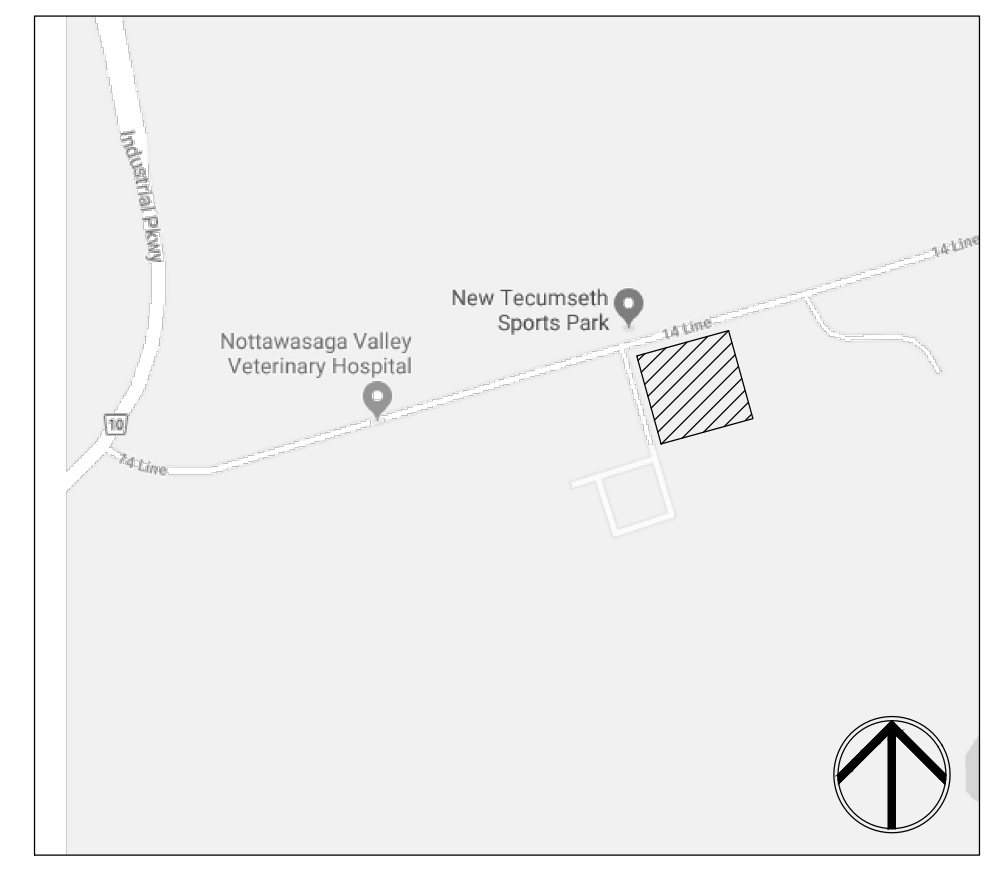 Industrial Pkwy
14 Line
New Tecumseth
Sports Park
14 Line
Nottawasaga Valley
Veterinary Hospital
10
14 Line